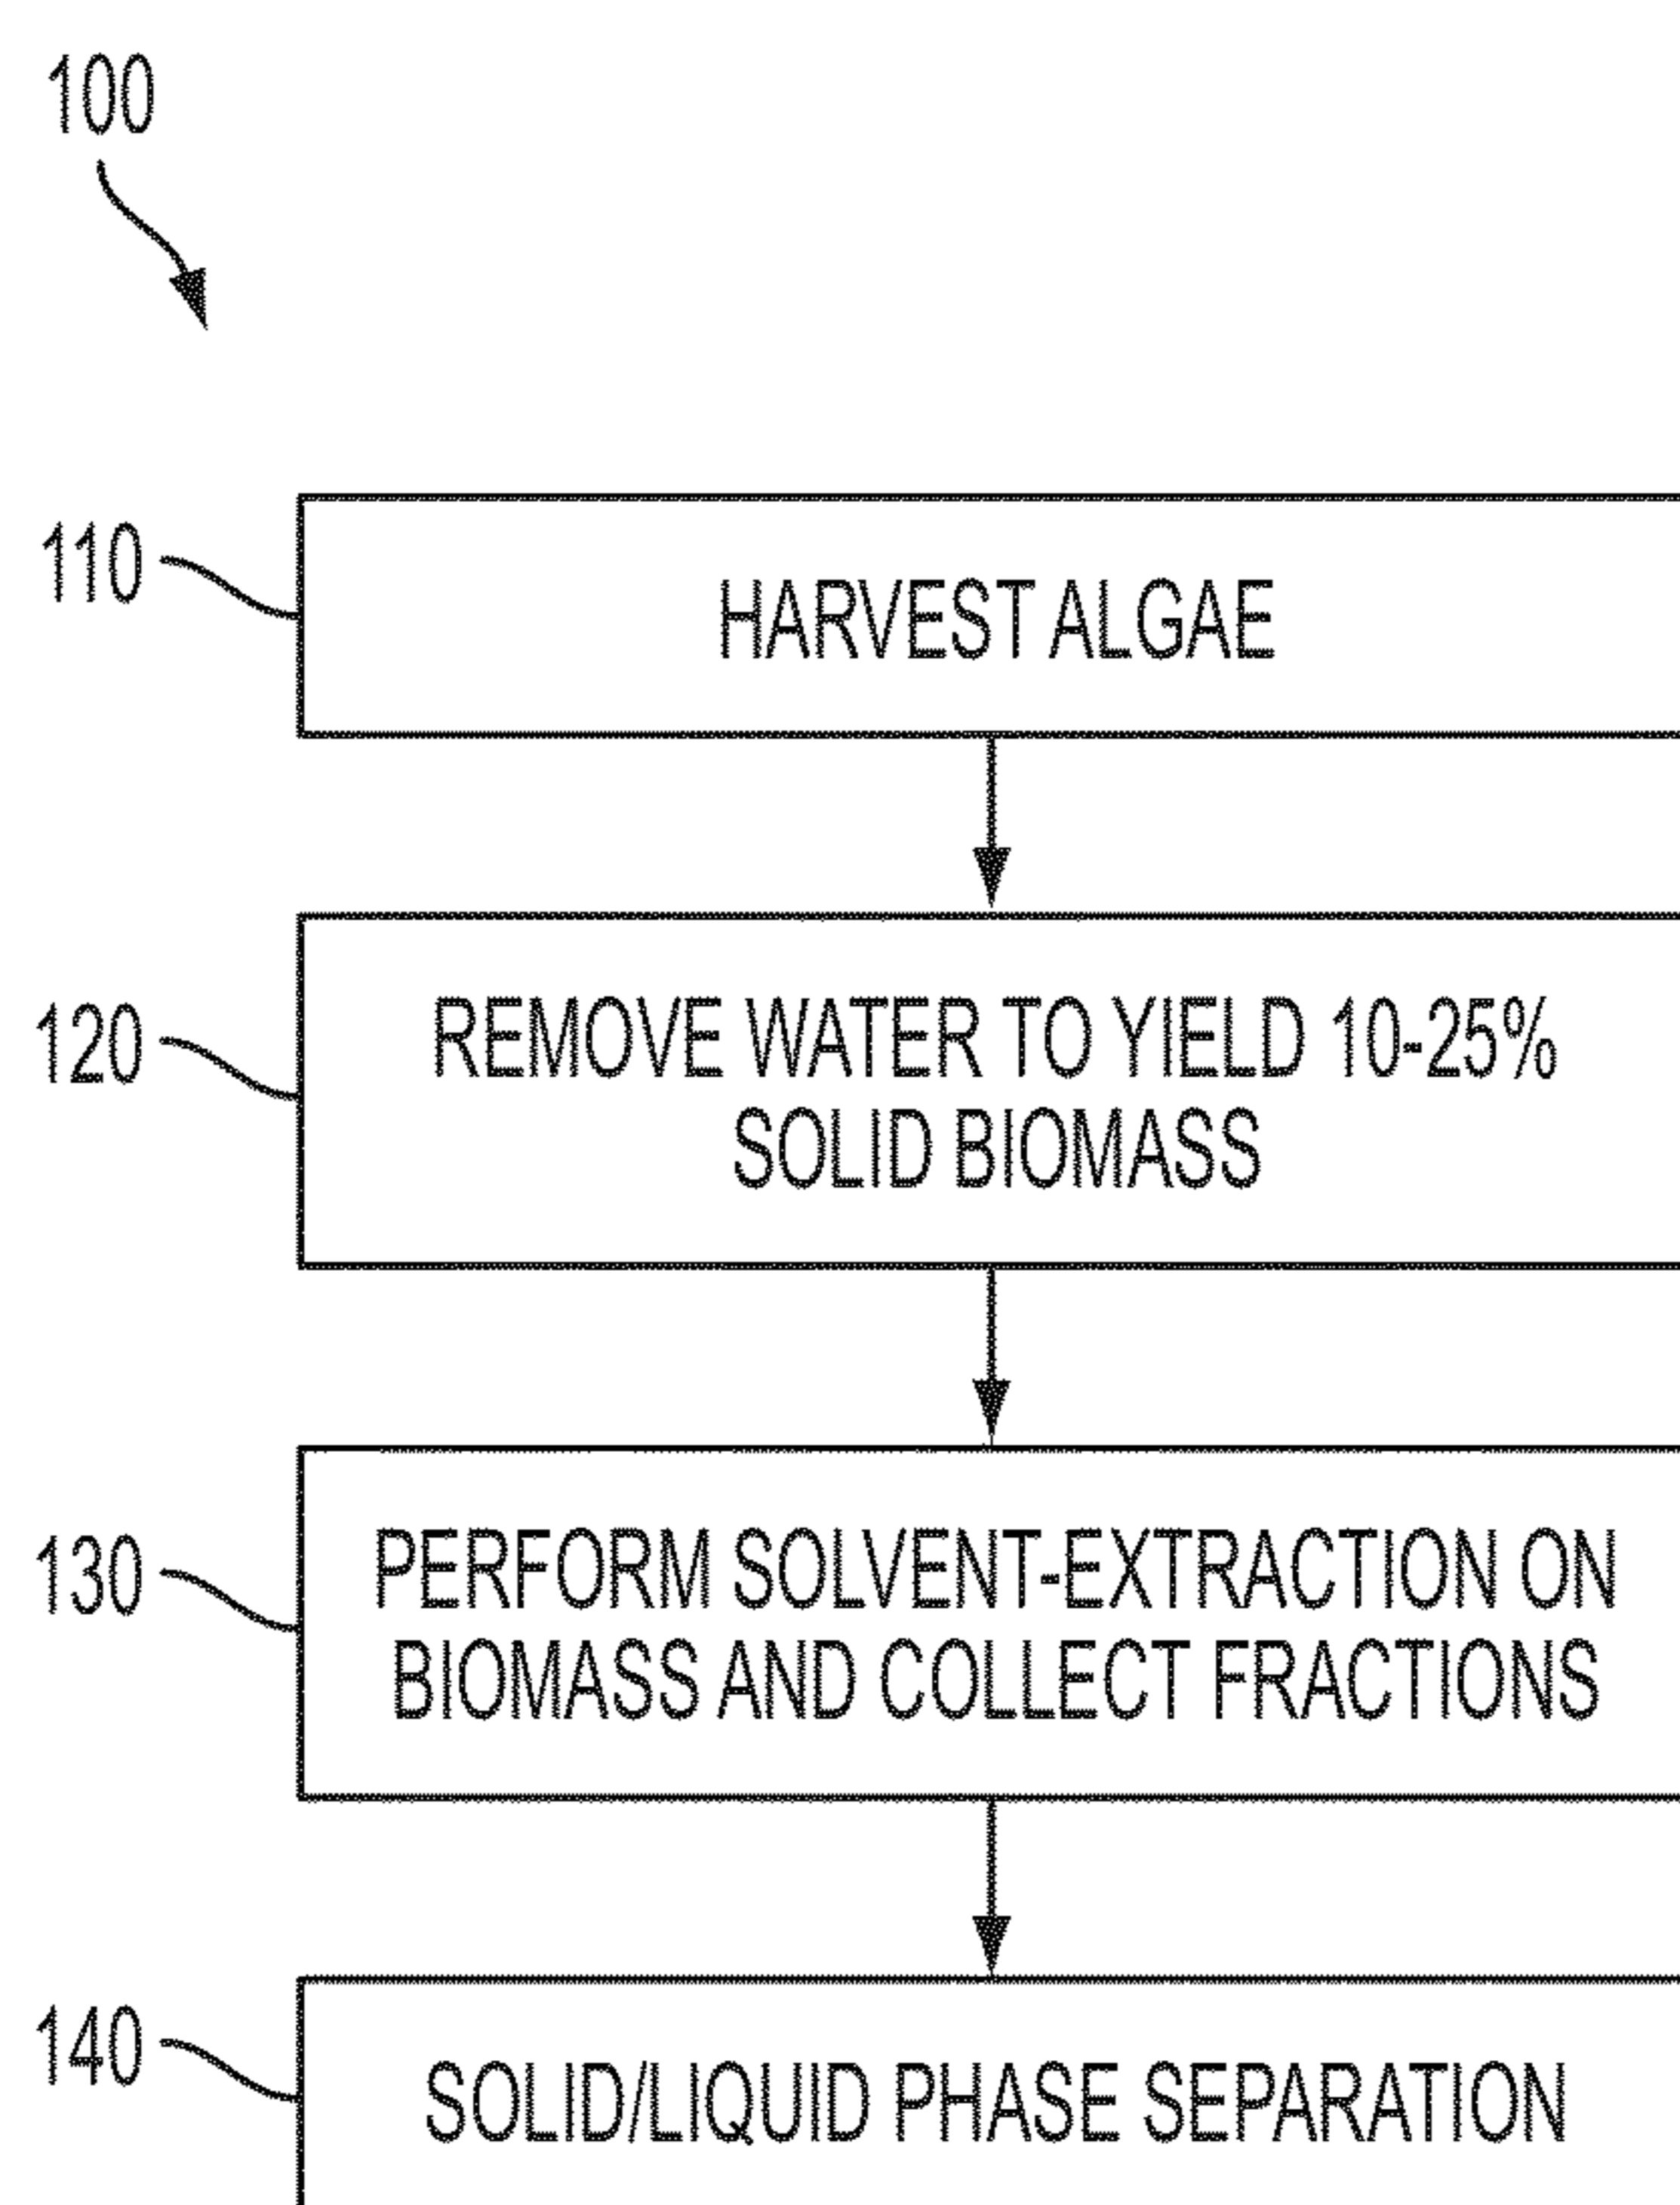 100
110
HARVEST ALGAE
120
REMOVE WATER TO YIELD 10-25%
SOLID BIOMASS
130
PERFORM SOLVENT-EXTRACTION ON
BIOMASS AND COLLECT FRACTIONS
140
SOLID/LIQUID PHASE SEPARATION